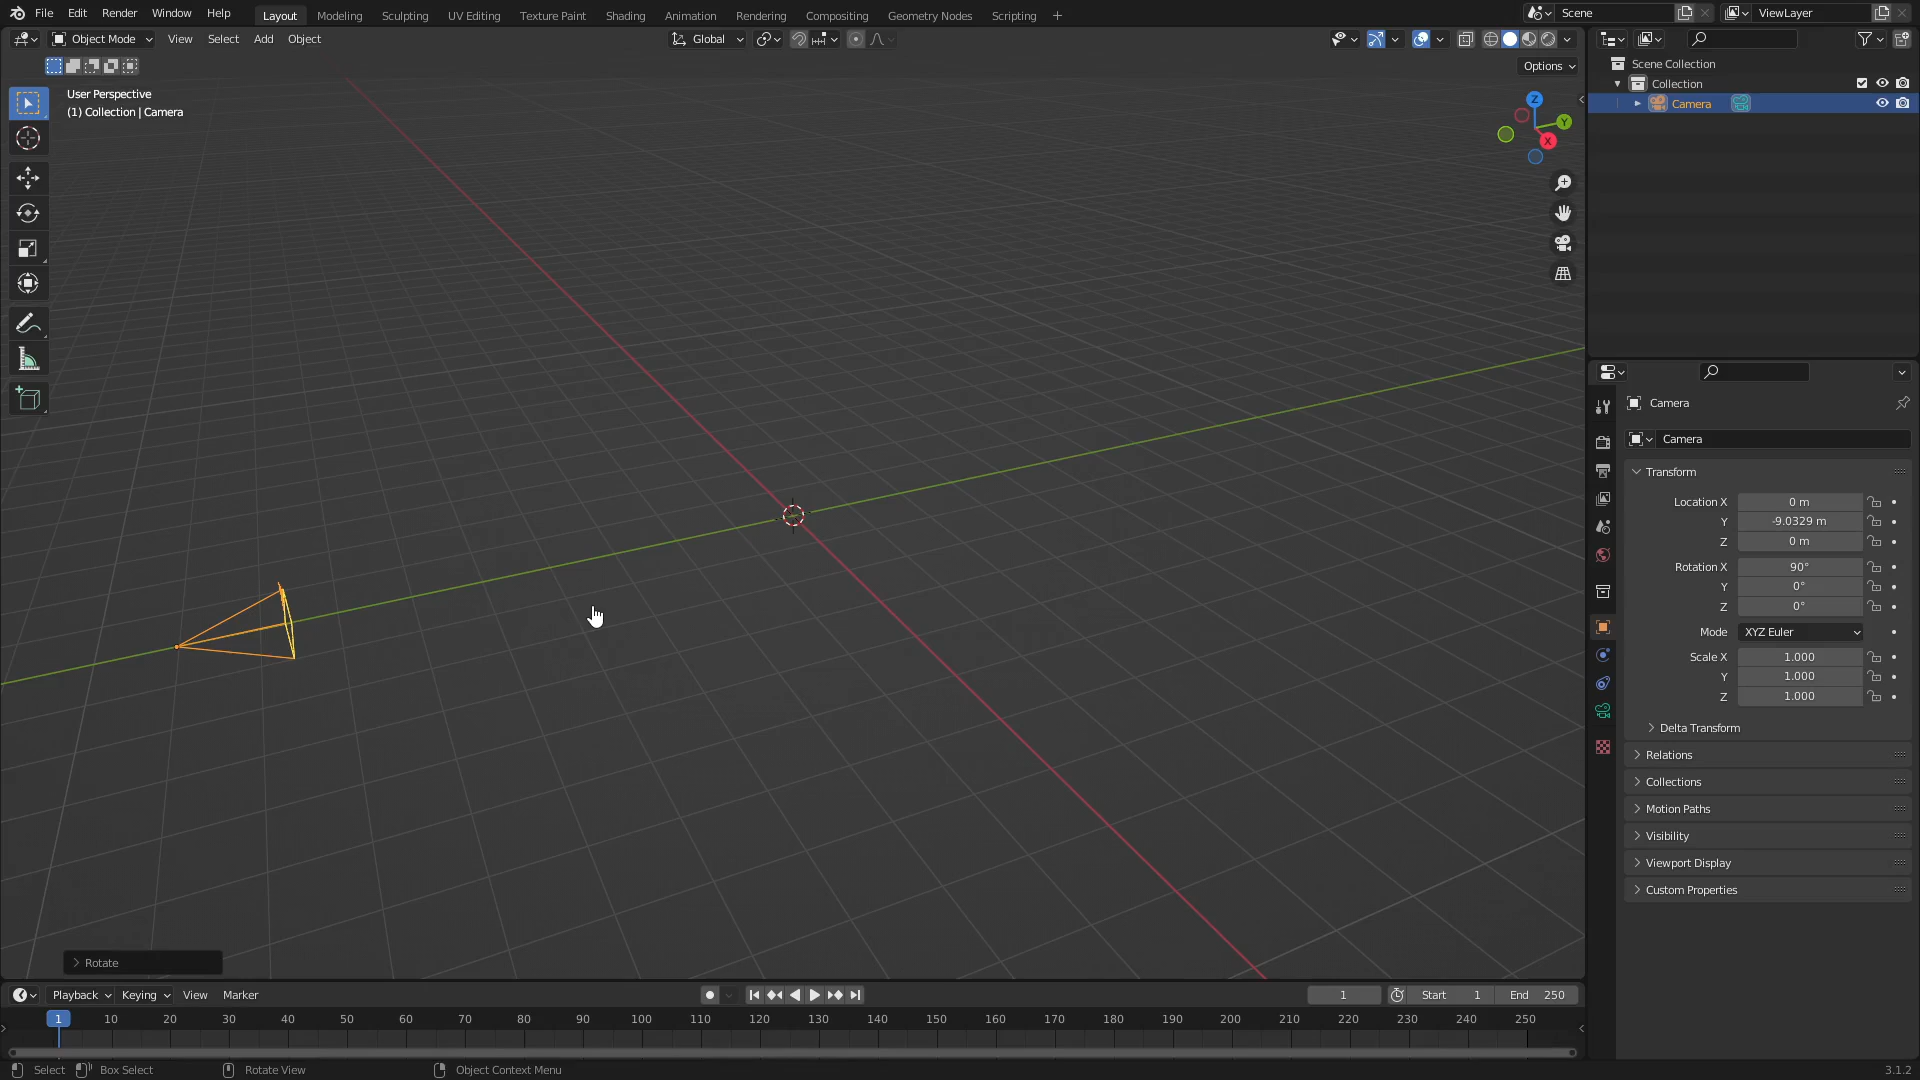 File Edit Render Window Help Layout Modeling Sculpting UV Editing Texture Paint Shading Animation Rendering Compositing Geometry Nodes Scripting + Scene ViewLayer
Object Mode View Select Add Object Global
Options
User Perspective
(1) Collection | Camera
Z
Y
X
Scene Collection
Collection
Camera
Camera
Camera
Transform
Location X 0 m
Y -9.0329 m
Z 0 m
Rotation X 90°
Y 0°
Z 0°
Mode XYZ Euler
Scale X 1.000
Y 1.000
Z 1.000
Delta Transform
Relations
Collections
Motion Paths
Visibility
Viewport Display
Custom Properties
Rotate
Playback Keying View Marker 1 Start 1 End 250
1 10 20 30 40 50 60 70 80 90 100 110 120 130 140 150 160 170 180 190 200 210 220 230 240 250
Select Box Select Rotate View Object Context Menu 3.1.2